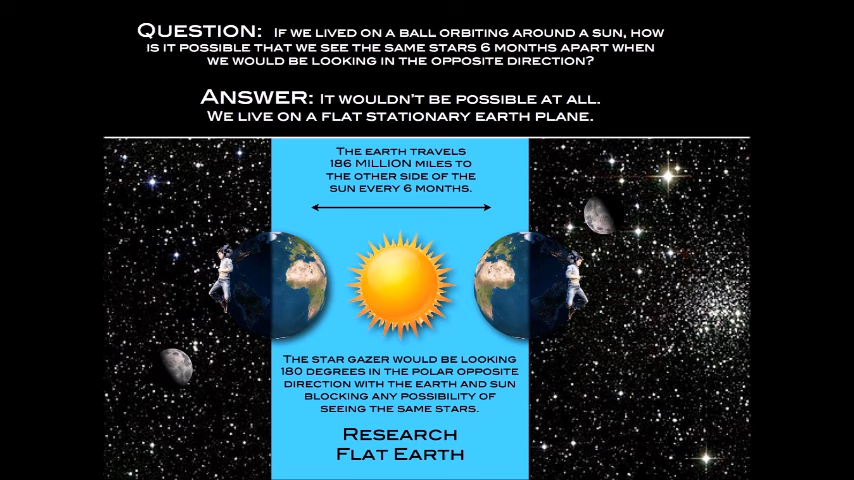 Question: If we lived on a ball orbiting around a sun, how
is it possible that we see the same stars 6 months apart when
we would be looking in the opposite direction?
Answer: It wouldn't be possible at all.
We live on a flat stationary earth plane.
The earth travels
186 million miles to
the other side of the
sun every 6 months.
The star gazer would be looking
180 degrees in the polar opposite
direction with the earth and sun
blocking any possibility of
seeing the same stars.
Research
Flat Earth